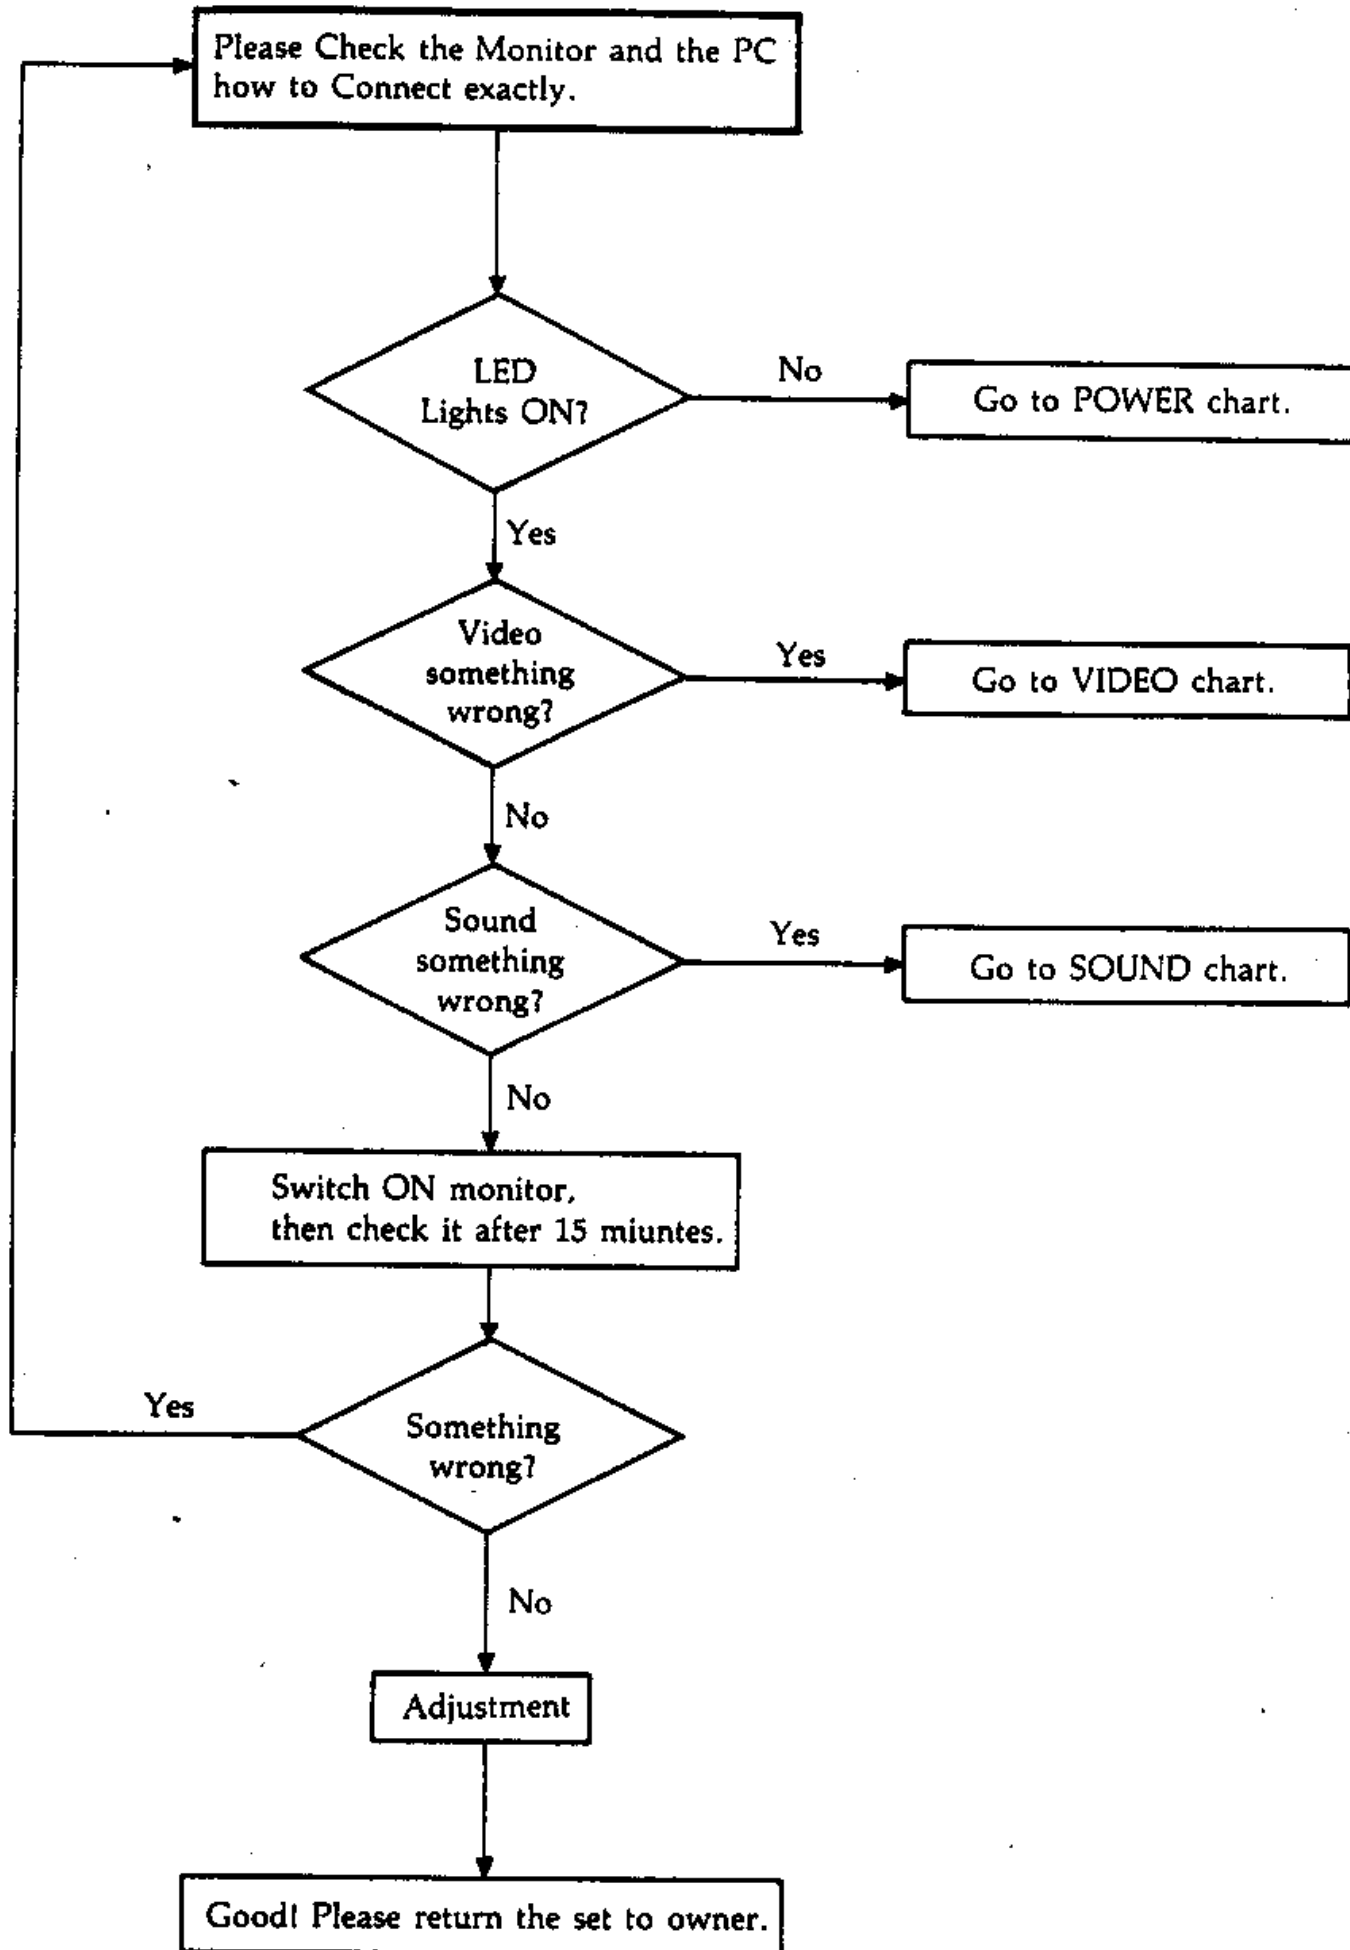 Please Check the Monitor and the PC
how to Connect exactly.
LED
Lights ON?
No
Go to POWER chart.
Yes
Video
something
wrong?
Yes
Go to VIDEO chart.
No
Sound
something
wrong?
Yes
Go to SOUND chart.
No
Switch ON monitor,
then check it after 15 miuntes.
Something
wrong?
Yes
No
Adjustment
Good! Please return the set to owner.